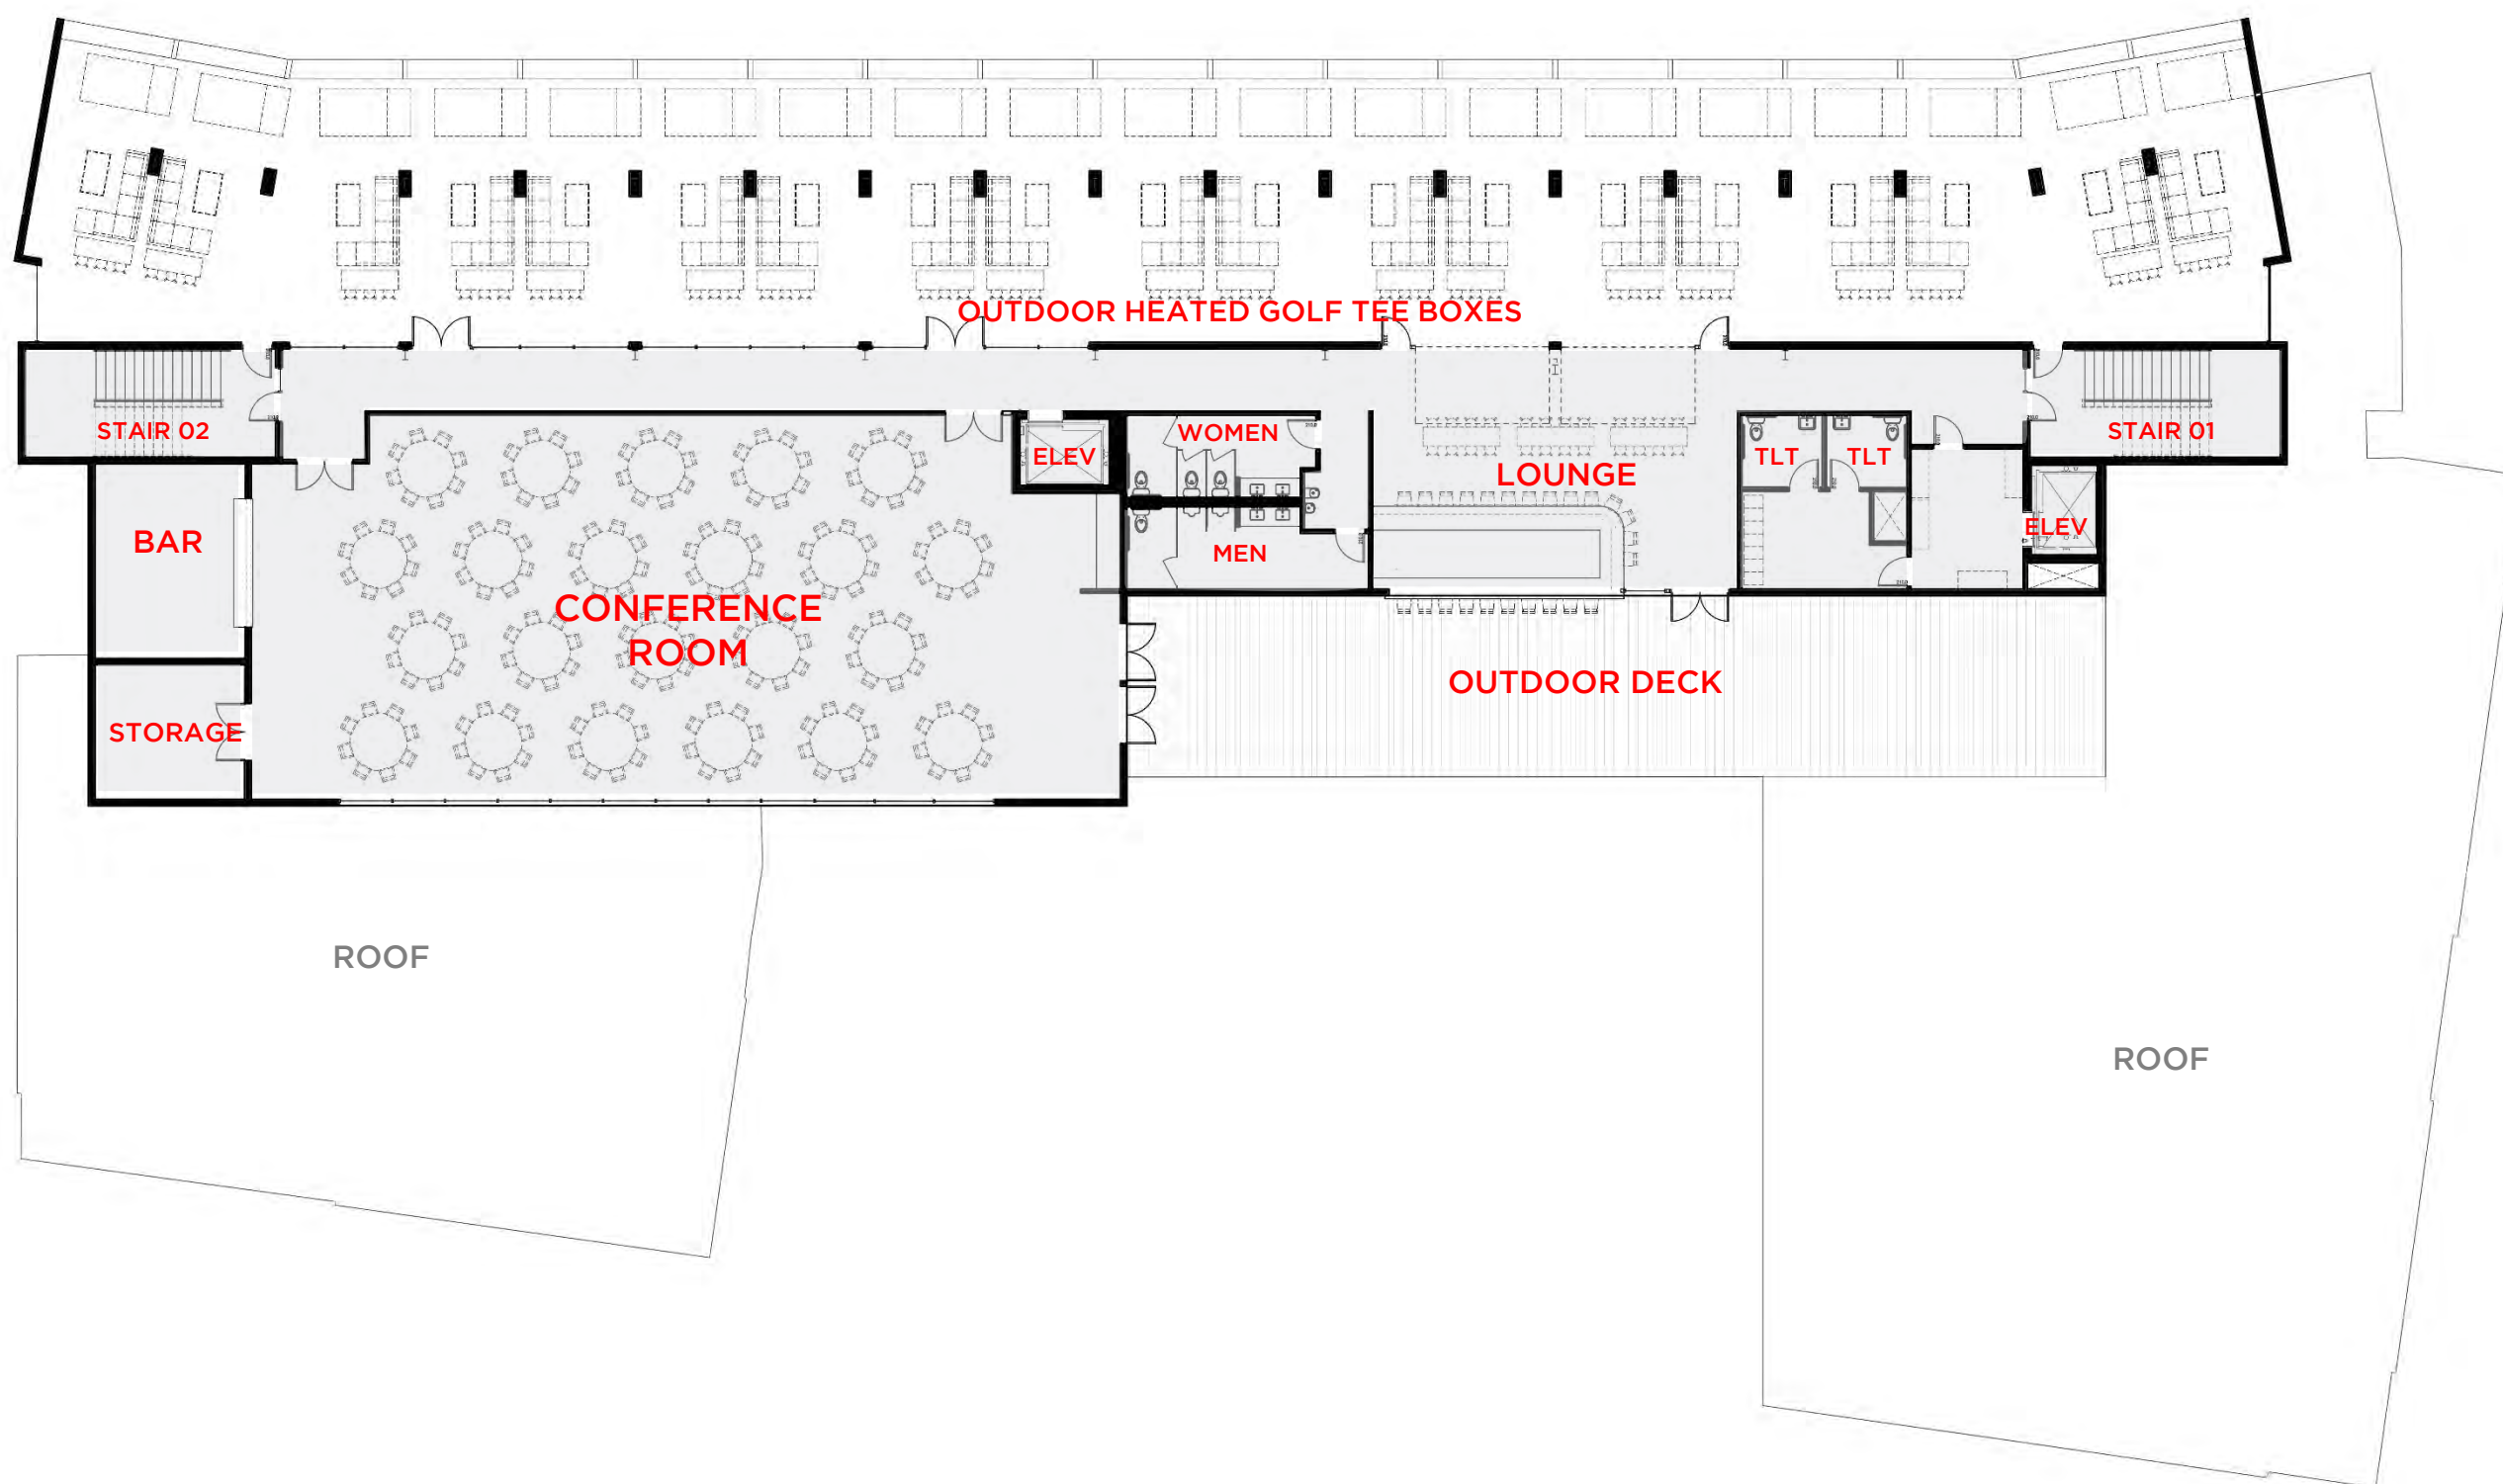 OUTDOOR HEATED GOLF TEE BOXES
STAIR 02
WOMEN
STAIR 01
ELEV
TLT
TLT
LOUNGE
BAR
MEN
ELEV
CONFERENCE
ROOM
OUTDOOR DECK
STORAGE
ROOF
ROOF